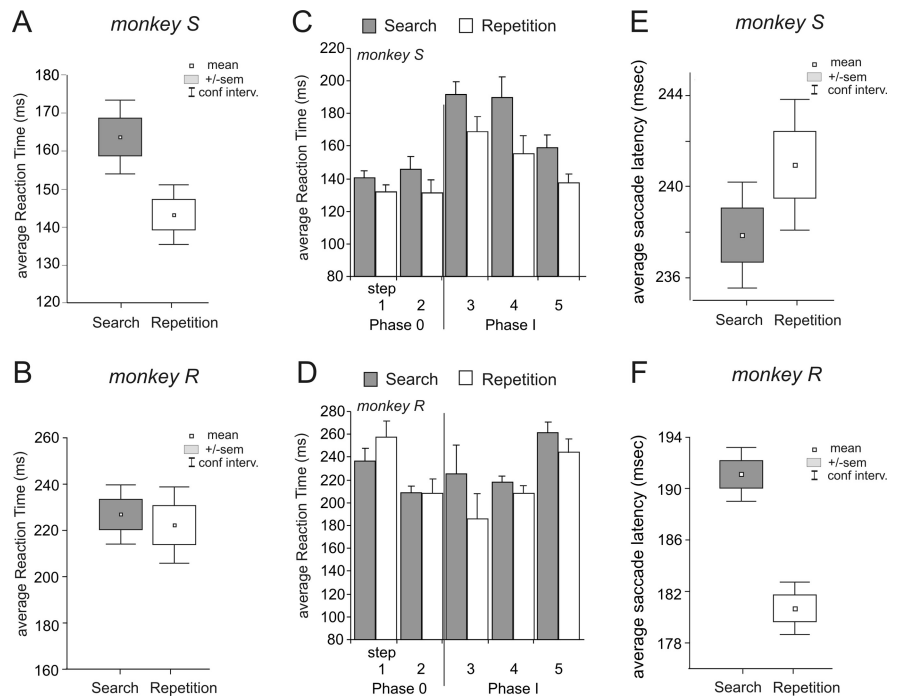 A
monkey S
mean
+/-sem
conf interv.
average Reaction Time (ms)
180
170
160
150
140
130
120
Search Repetition
B
monkey R
mean
+/-sem
conf interv.
average Reaction Time (ms)
260
240
220
200
180
160
Search Repetition
C
Search Repetition
monkey S
average Reaction Time (ms)
220
200
180
160
140
120
100
80
step
1 2 3 4 5
Phase 0 Phase I
D
Search Repetition
monkey R
average Reaction Time (ms)
280
260
240
220
200
180
160
140
120
100
80
step
1 2 3 4 5
Phase 0 Phase I
E
monkey S
mean
+/-sem
conf interv.
average saccade latency (msec)
244
240
236
Search Repetition
F
monkey R
mean
+/-sem
conf interv.
average saccade latency (msec)
194
190
186
182
178
Search Repetition